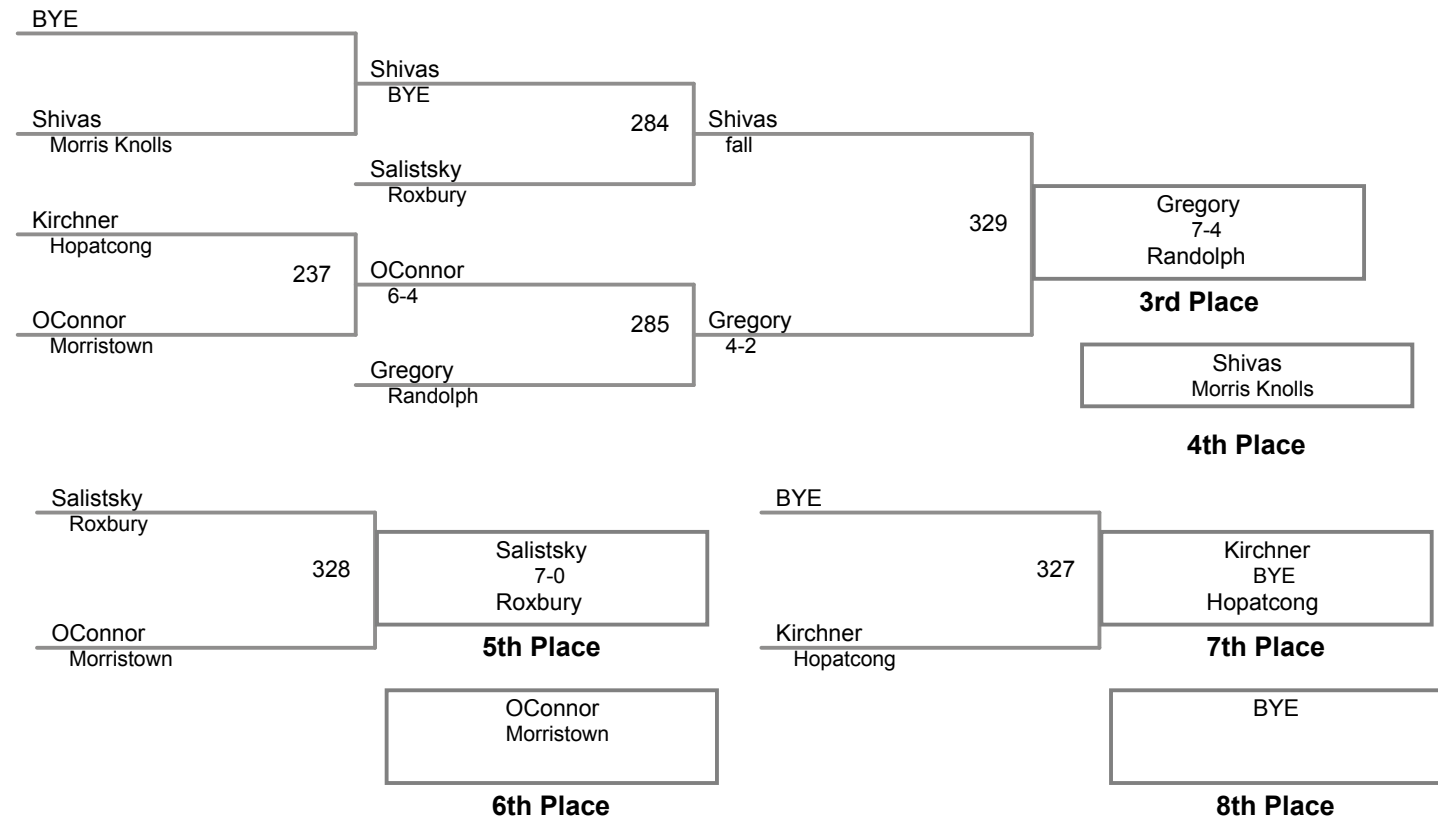 BYE
Shivas
BYE
Shivas
Morris Knolls
284
Shivas
fall
Salistsky
Roxbury
Kirchner
Hopatcong
237
OConnor
6-4
OConnor
Morristown
285
Gregory
4-2
Gregory
Randolph
329
Gregory
7-4
Randolph
3rd Place
Shivas
Morris Knolls
4th Place
Salistsky
Roxbury
328
OConnor
Morristown
Salistsky
7-0
Roxbury
5th Place
OConnor
Morristown
6th Place
BYE
327
Kirchner
Hopatcong
Kirchner
BYE
Hopatcong
7th Place
BYE
8th Place